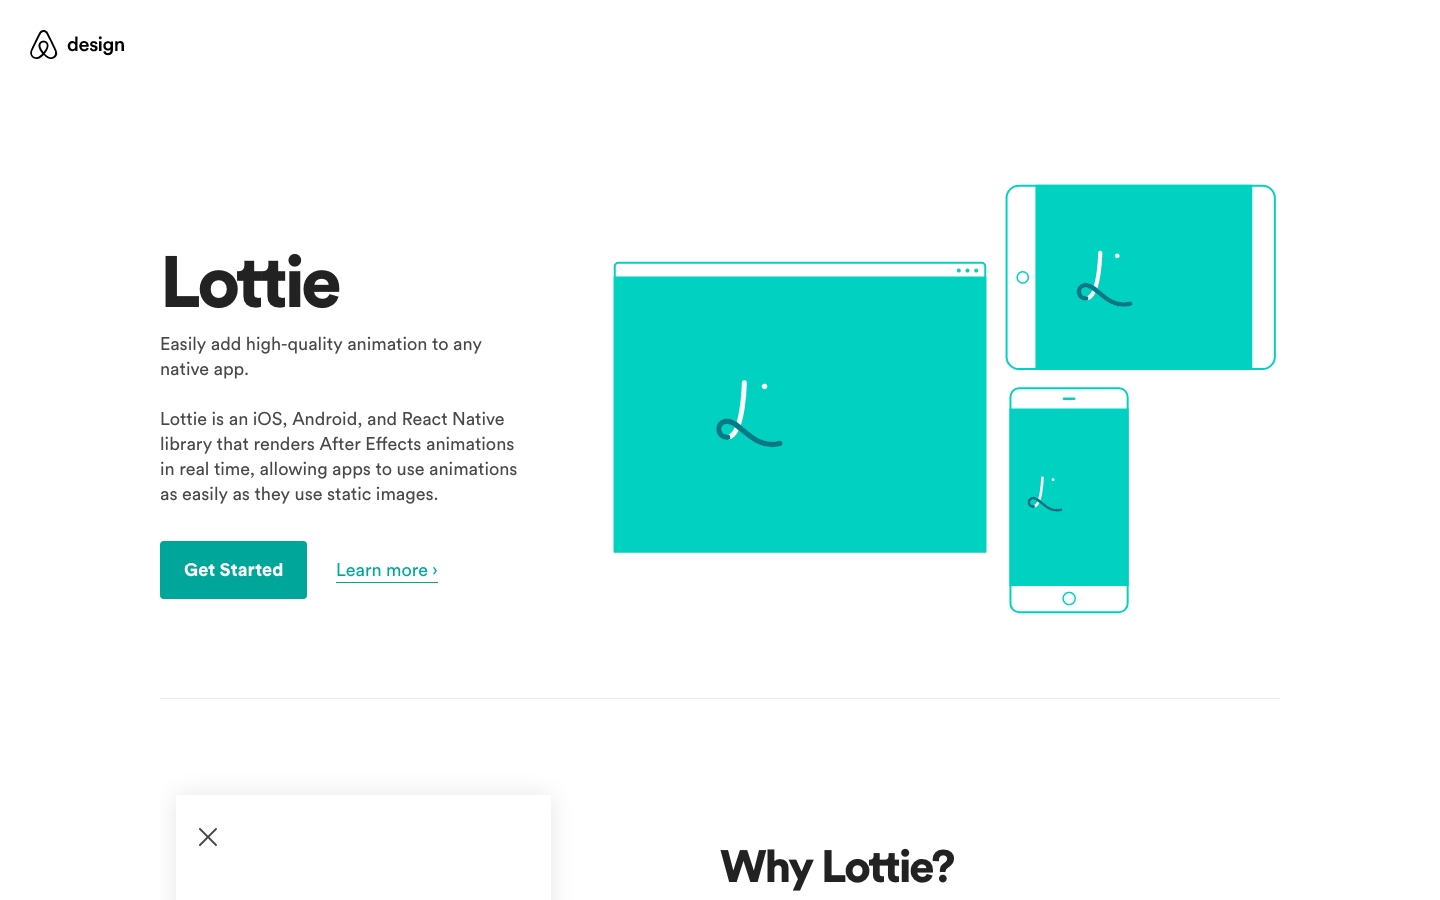 design
Lottie
Easily add high-quality animation to any
native app.
Lottie is an iOS, Android, and React Native
library that renders After Effects animations
in real time, allowing apps to use animations
as easily as they use static images.
Get Started
Learn more ›
Why Lottie?